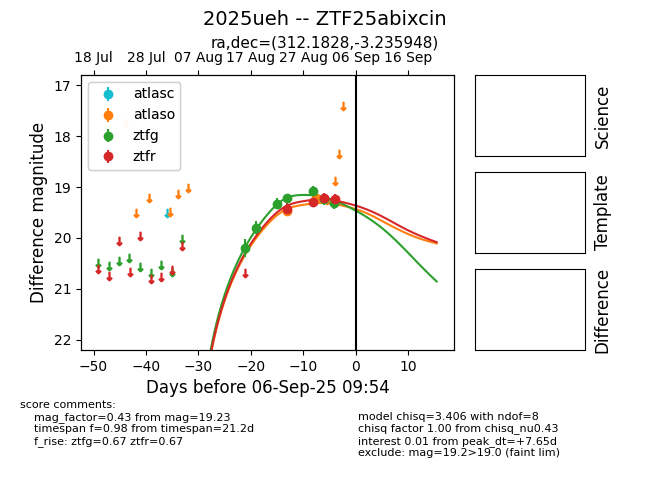 2025ueh -- ZTF25abixcin
ra,dec=(312.1828,-3.235948)
18 Jul 28 Jul 07 Aug 17 Aug 27 Aug 06 Sep 16 Sep
17
18
19
20
21
22
Difference magnitude
atlasc
atlaso
ztfg
ztfr
−50 −40 −30 −20 −10 0 10
Days before 06-Sep-25 09:54
Science
Template
Difference
score comments:
mag_factor=0.43 from mag=19.23
timespan f=0.98 from timespan=21.2d
f_rise: ztfg=0.67 ztfr=0.67
model chisq=3.406 with ndof=8
chisq factor 1.00 from chisq_nu0.43
interest 0.01 from peak_dt=+7.65d
exclude: mag=19.2>19.0 (faint lim)